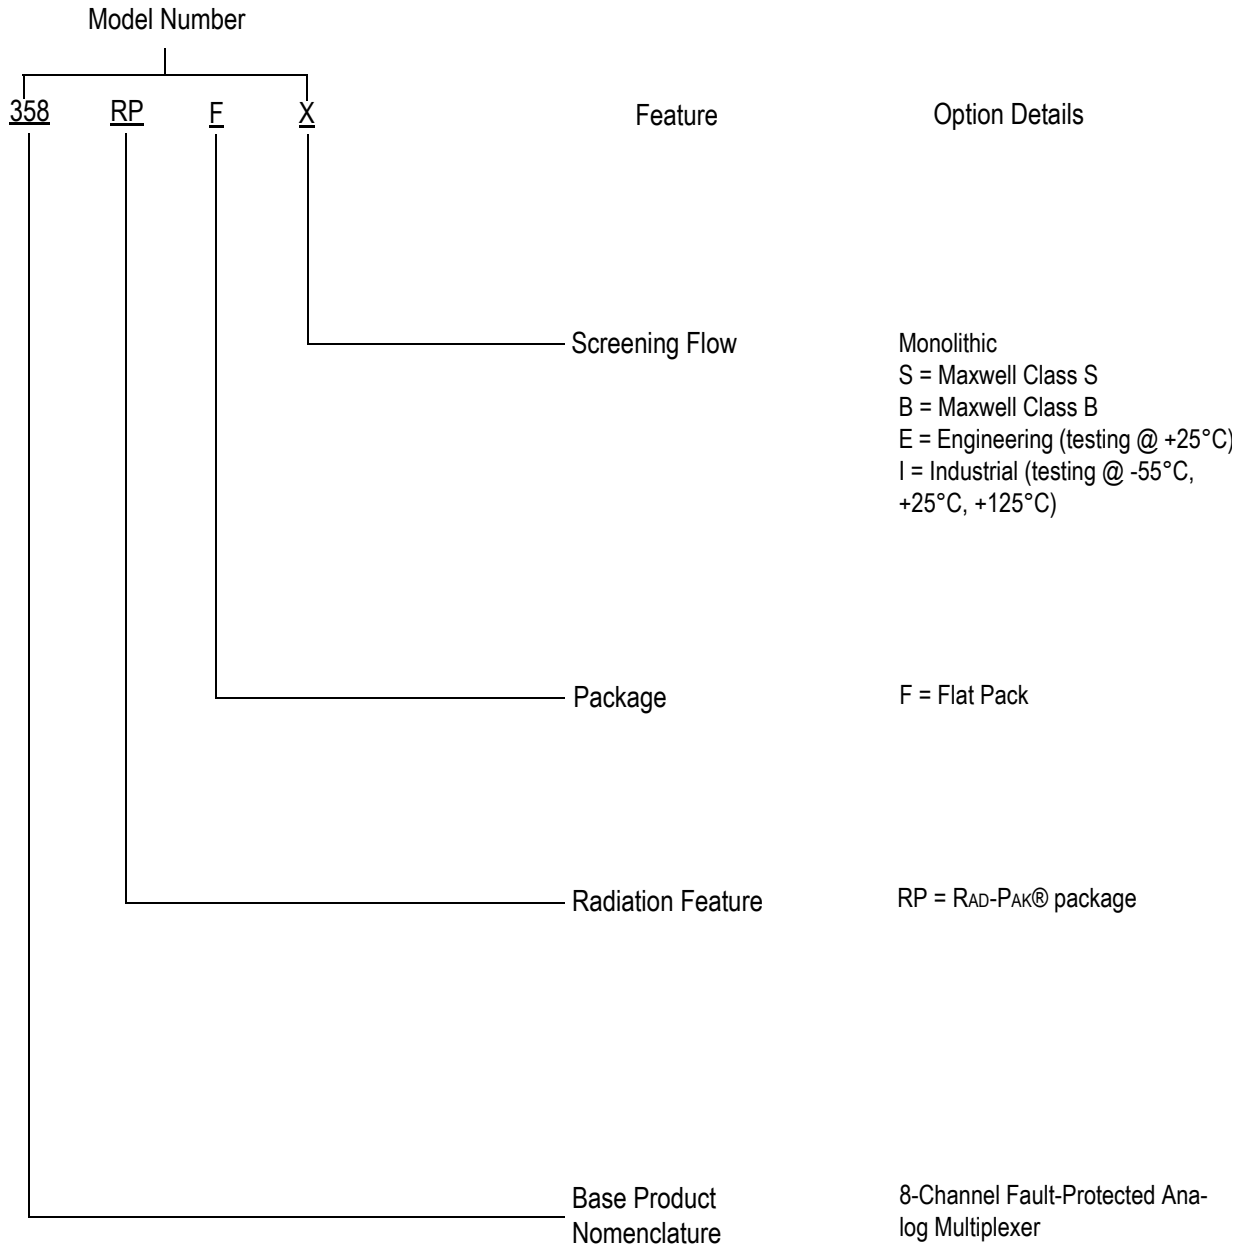 Model Number
358 RP F X
Feature Option Details
Screening Flow
Monolithic
S = Maxwell Class S
B = Maxwell Class B
E = Engineering (testing @ +25°C)
I = Industrial (testing @ -55°C,
+25°C, +125°C)
Package
F = Flat Pack
Radiation Feature
RP = RAD-PAK® package
Base Product
Nomenclature
8-Channel Fault-Protected Ana-
log Multiplexer